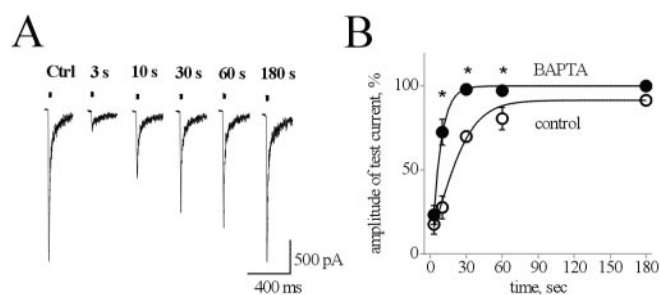 A
Ctrl 3 s 10 s 30 s 60 s 180 s
500 pA
400 ms
B
amplitude of test current, %
100
50
0
* * *
BAPTA
control
0 30 60 90 120 150 180
time, sec